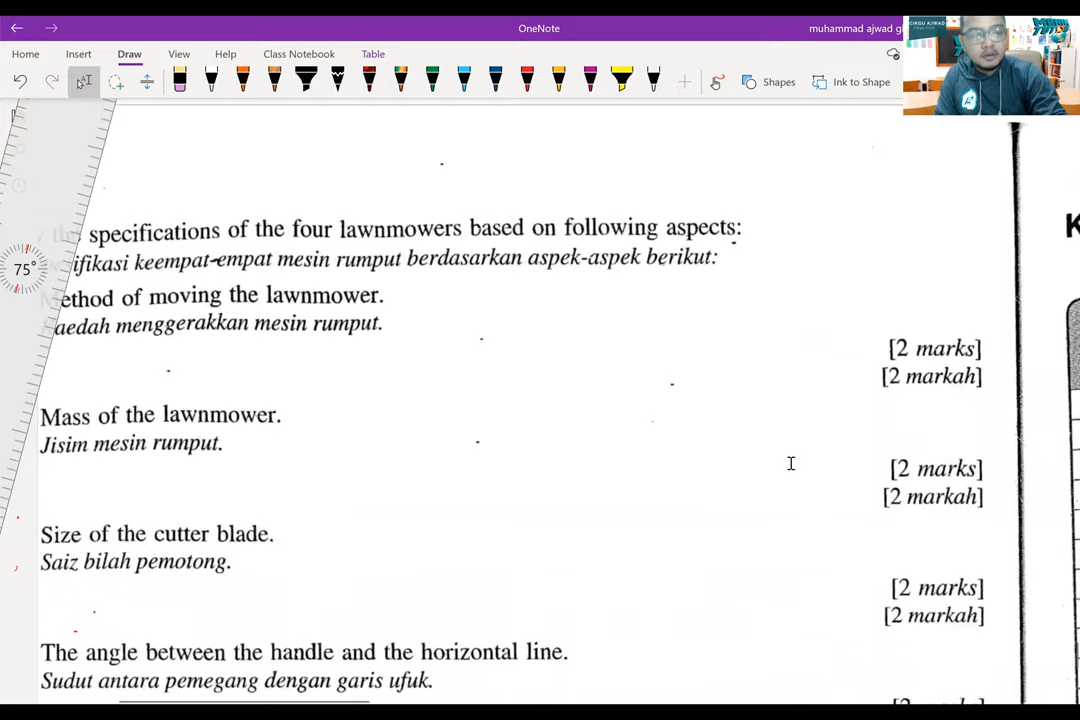 OneNote
muhammad ajwad
CIKGU AJWAD
Home Insert Draw View Help Class Notebook Table
Shapes Ink to Shape
75°
specifications of the four lawnmowers based on following aspects:
keempat-empat mesin rumput berdasarkan aspek-aspek berikut:
Method of moving the lawnmower.
Kaedah menggerakkan mesin rumput.
[2 marks]
[2 markah]
Mass of the lawnmower.
Jisim mesin rumput.
[2 marks]
[2 markah]
Size of the cutter blade.
Saiz bilah pemotong.
[2 marks]
[2 markah]
The angle between the handle and the horizontal line.
Sudut antara pemegang dengan garis ufuk.
K